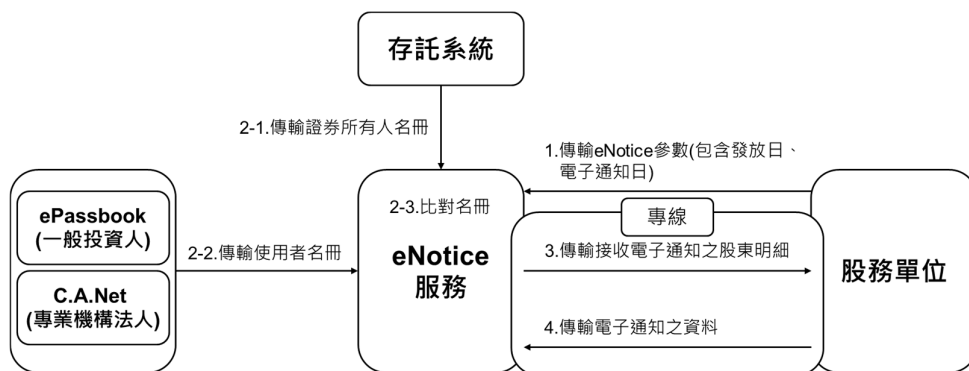 存託系統
2-1.傳輸證券所有人名冊
1.傳輸eNotice參數(包含發放日、
電子通知日)
ePassbook
(一般投資人)
C.A.Net
(專業機構法人)
2-2.傳輸使用者名冊
2-3.比對名冊
eNotice
服務
專線
3.傳輸接收電子通知之股東明細
4.傳輸電子通知之資料
股務單位